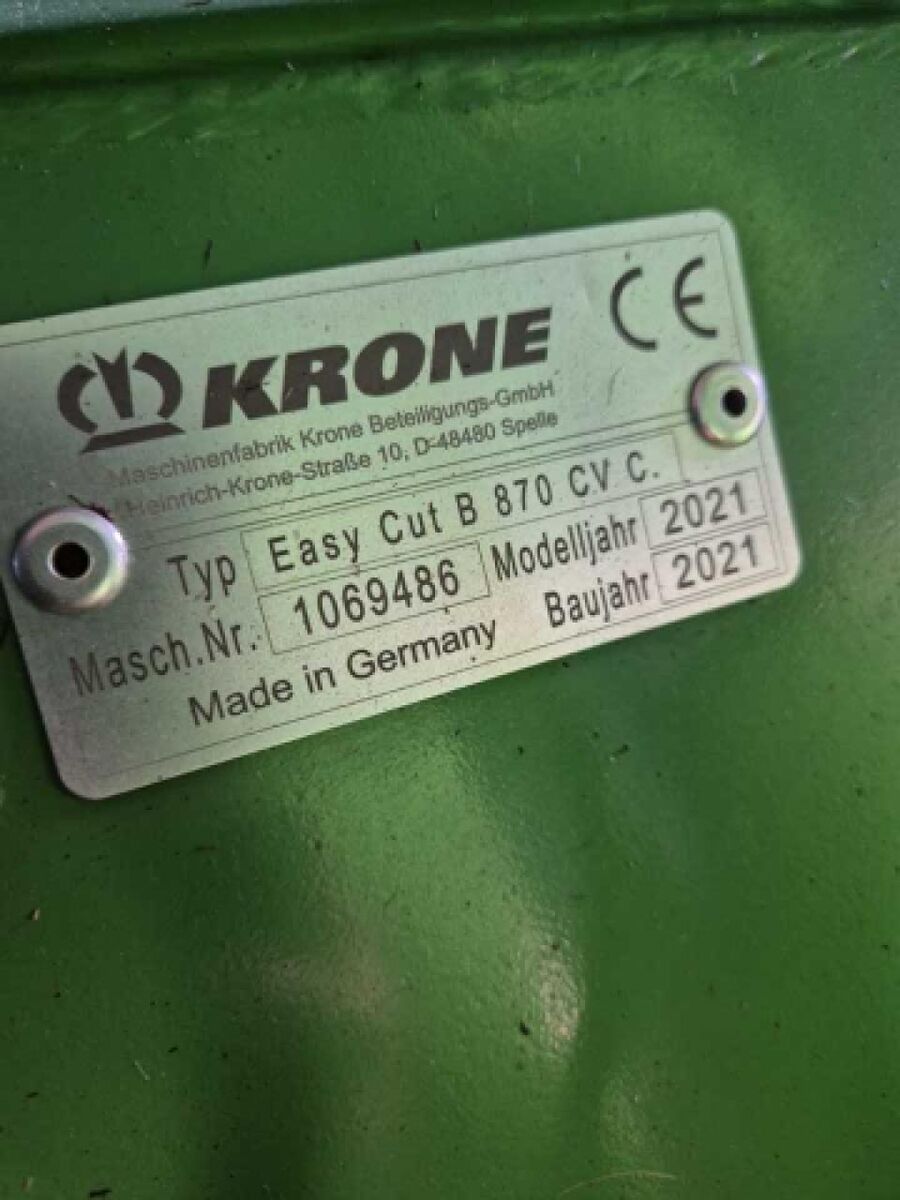 KRONE CE
Maschinenfabrik Krone Beteiligungs-GmbH
Heinrich-Krone-Straße 10, D-48480 Spelle
Typ Easy Cut B 870 CV C.
Masch.Nr. 1069486 Modelljahr 2021
Made in Germany Baujahr 2021